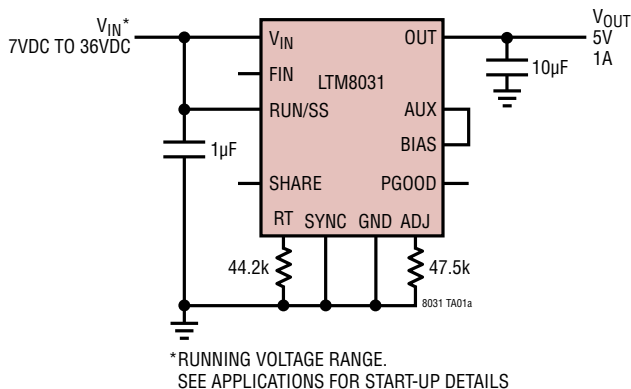 VIN*
7VDC TO 36VDC
VIN
OUT
VOUT
5V
1A
FIN
10µF
LTM8031
RUN/SS
AUX
1µF
BIAS
SHARE
PGOOD
RT
SYNC
GND
ADJ
44.2k
47.5k
8031 TA01a
*RUNNING VOLTAGE RANGE.
SEE APPLICATIONS FOR START-UP DETAILS